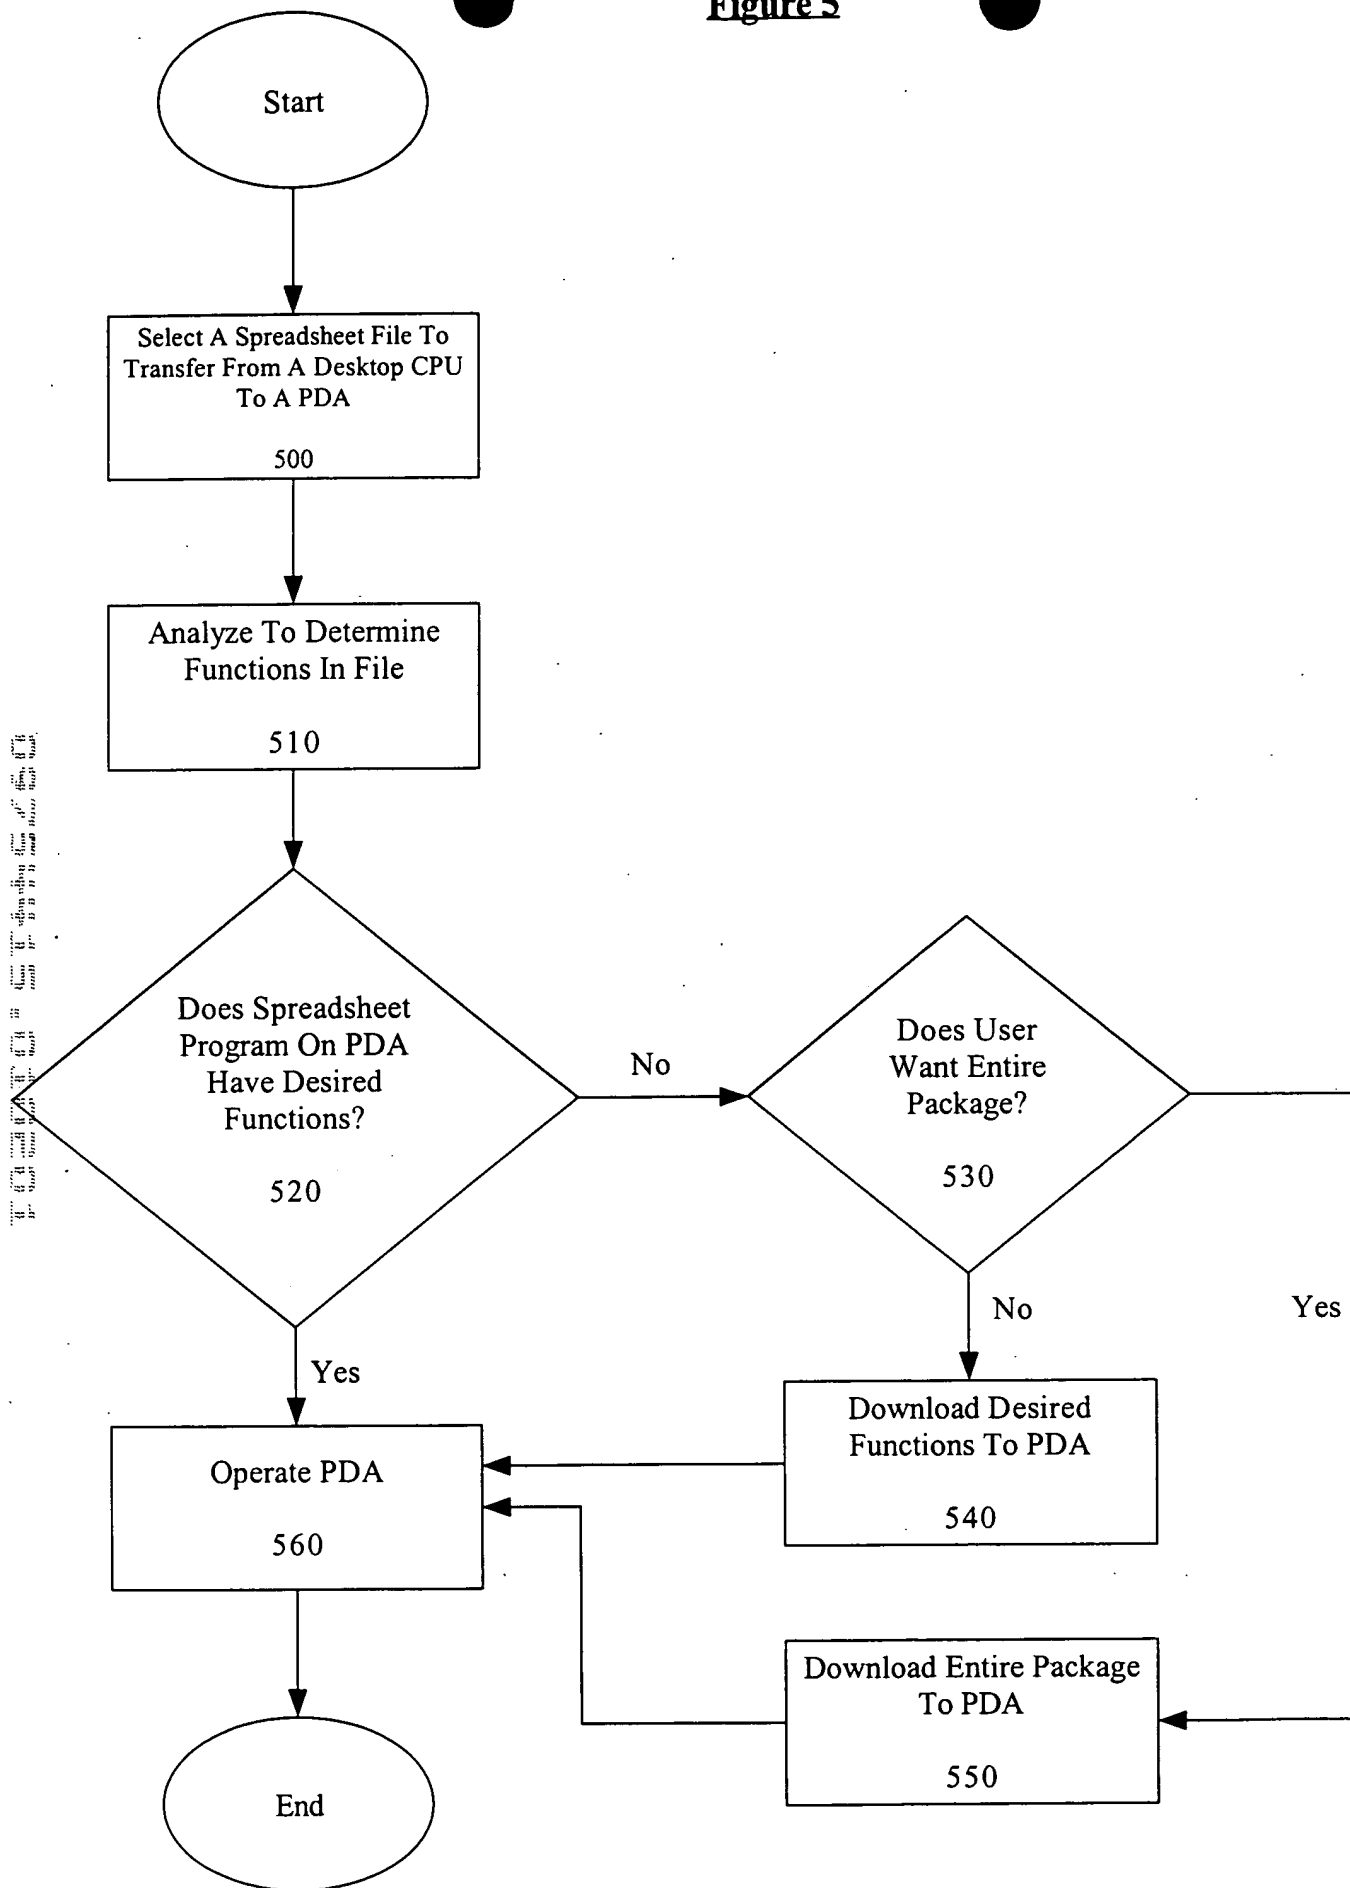 Figure 5
Start
Select A Spreadsheet File To
Transfer From A Desktop CPU
To A PDA
500
Analyze To Determine
Functions In File
510
Does Spreadsheet
Program On PDA
Have Desired
Functions?
520
No
Does User
Want Entire
Package?
530
No
Yes
Yes
Download Desired
Functions To PDA
540
Operate PDA
560
Download Entire Package
To PDA
550
End